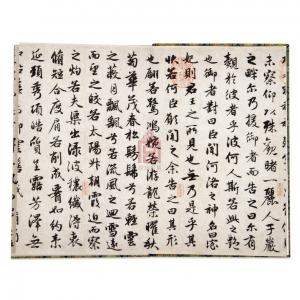 未察仰以殊觀睹一麗人于巖
之畔尔乃援御者而告之曰尔有
覿於彼者乎彼何人斯若此之艷
也御者對曰臣聞河洛之神名曰宓
妃則君王之所見也无乃是乎其
狀若何臣願聞之余告之曰其形
也翩若驚鴻婉若游龍榮曜秋
菊華茂春松髣髴兮若輕雲
之蔽月飄飄兮若流風之迴雪遠
而望之皎若太陽升朝霞迫而察
之灼若芙蕖出淥波襛纖得衷
脩短合度肩若削成腰如約素
延頸秀項皓質呈露芳澤無